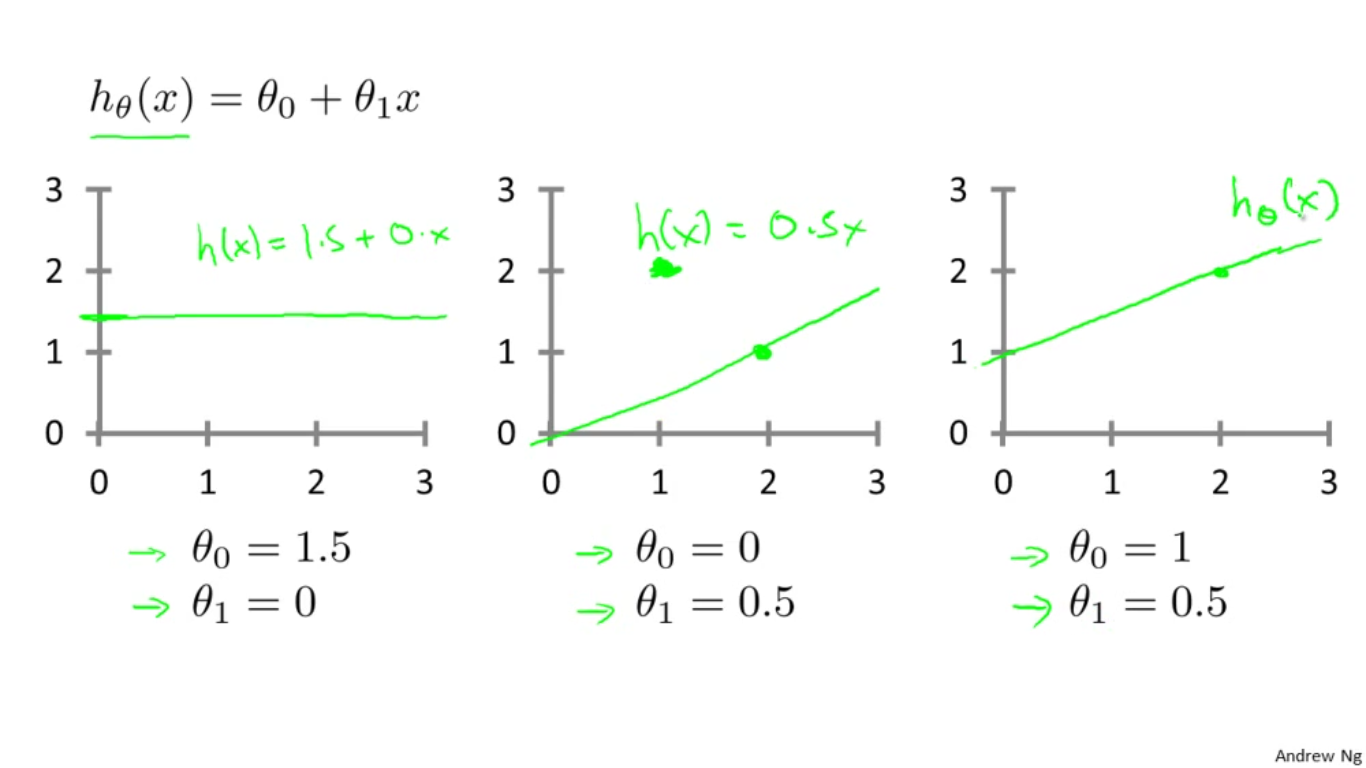 h_θ(x) = θ₀ + θ₁x
3
2
1
0
0 1 2 3
h(x) = 1.5 + 0·x
θ₀ = 1.5
θ₁ = 0
3
2
1
0
0 1 2 3
h(x) = 0.5x
θ₀ = 0
θ₁ = 0.5
3
2
1
0
0 1 2 3
h_θ(x)
θ₀ = 1
θ₁ = 0.5
Andrew Ng